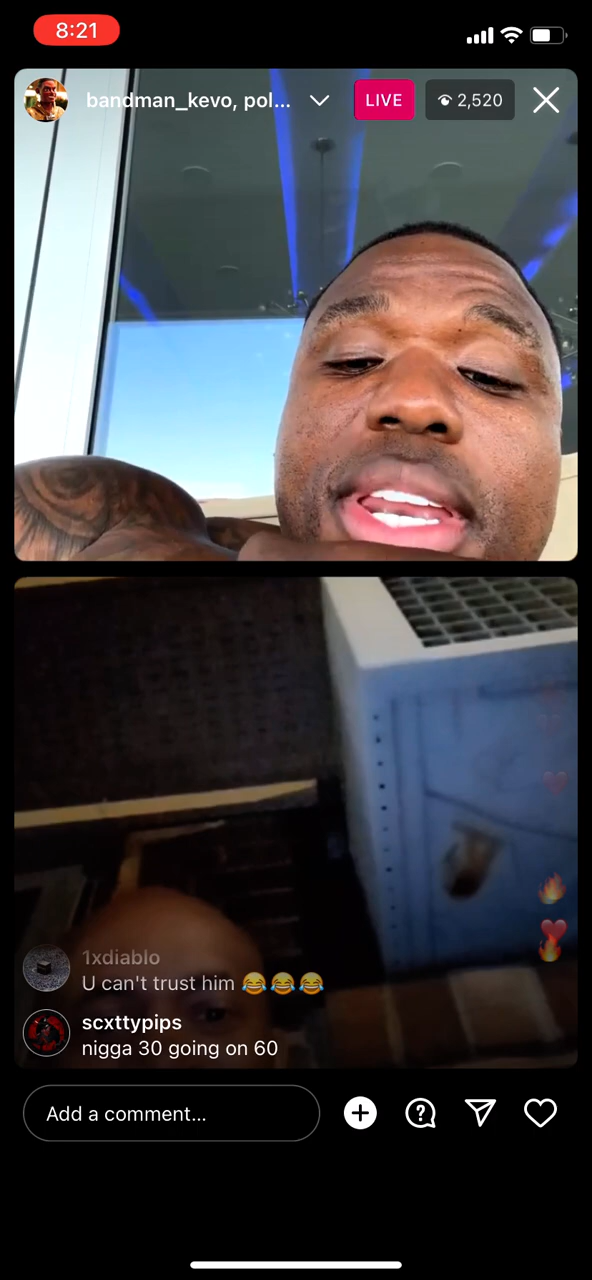 8:21
bandman_kevo, pol...
LIVE
2,520
1xdiablo
U can't trust him 😂😂😂
scxttypips
nigga 30 going on 60
Add a comment...